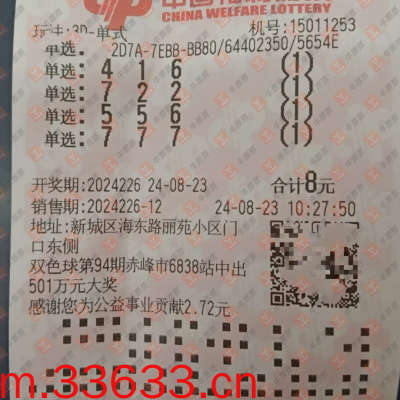 CHINA WELFARE LOTTERY
玩法:3D-单式 机号:15011253
2D7A-7EBB-BB80/64402350/5654E
单选: 4 1 6 (1)
单选: 7 2 2 (1)
单选: 5 5 6 (1)
单选: 7 7 7 (1)
开奖期:2024226 24-08-23 合计8元
销售期:2024226-12 24-08-23 10:27:50
地址:新城区海东路丽苑小区门
口东侧
双色球第94期赤峰市6838站中出
501万元大奖
感谢您为公益事业贡献2.72元
m.33633.cn